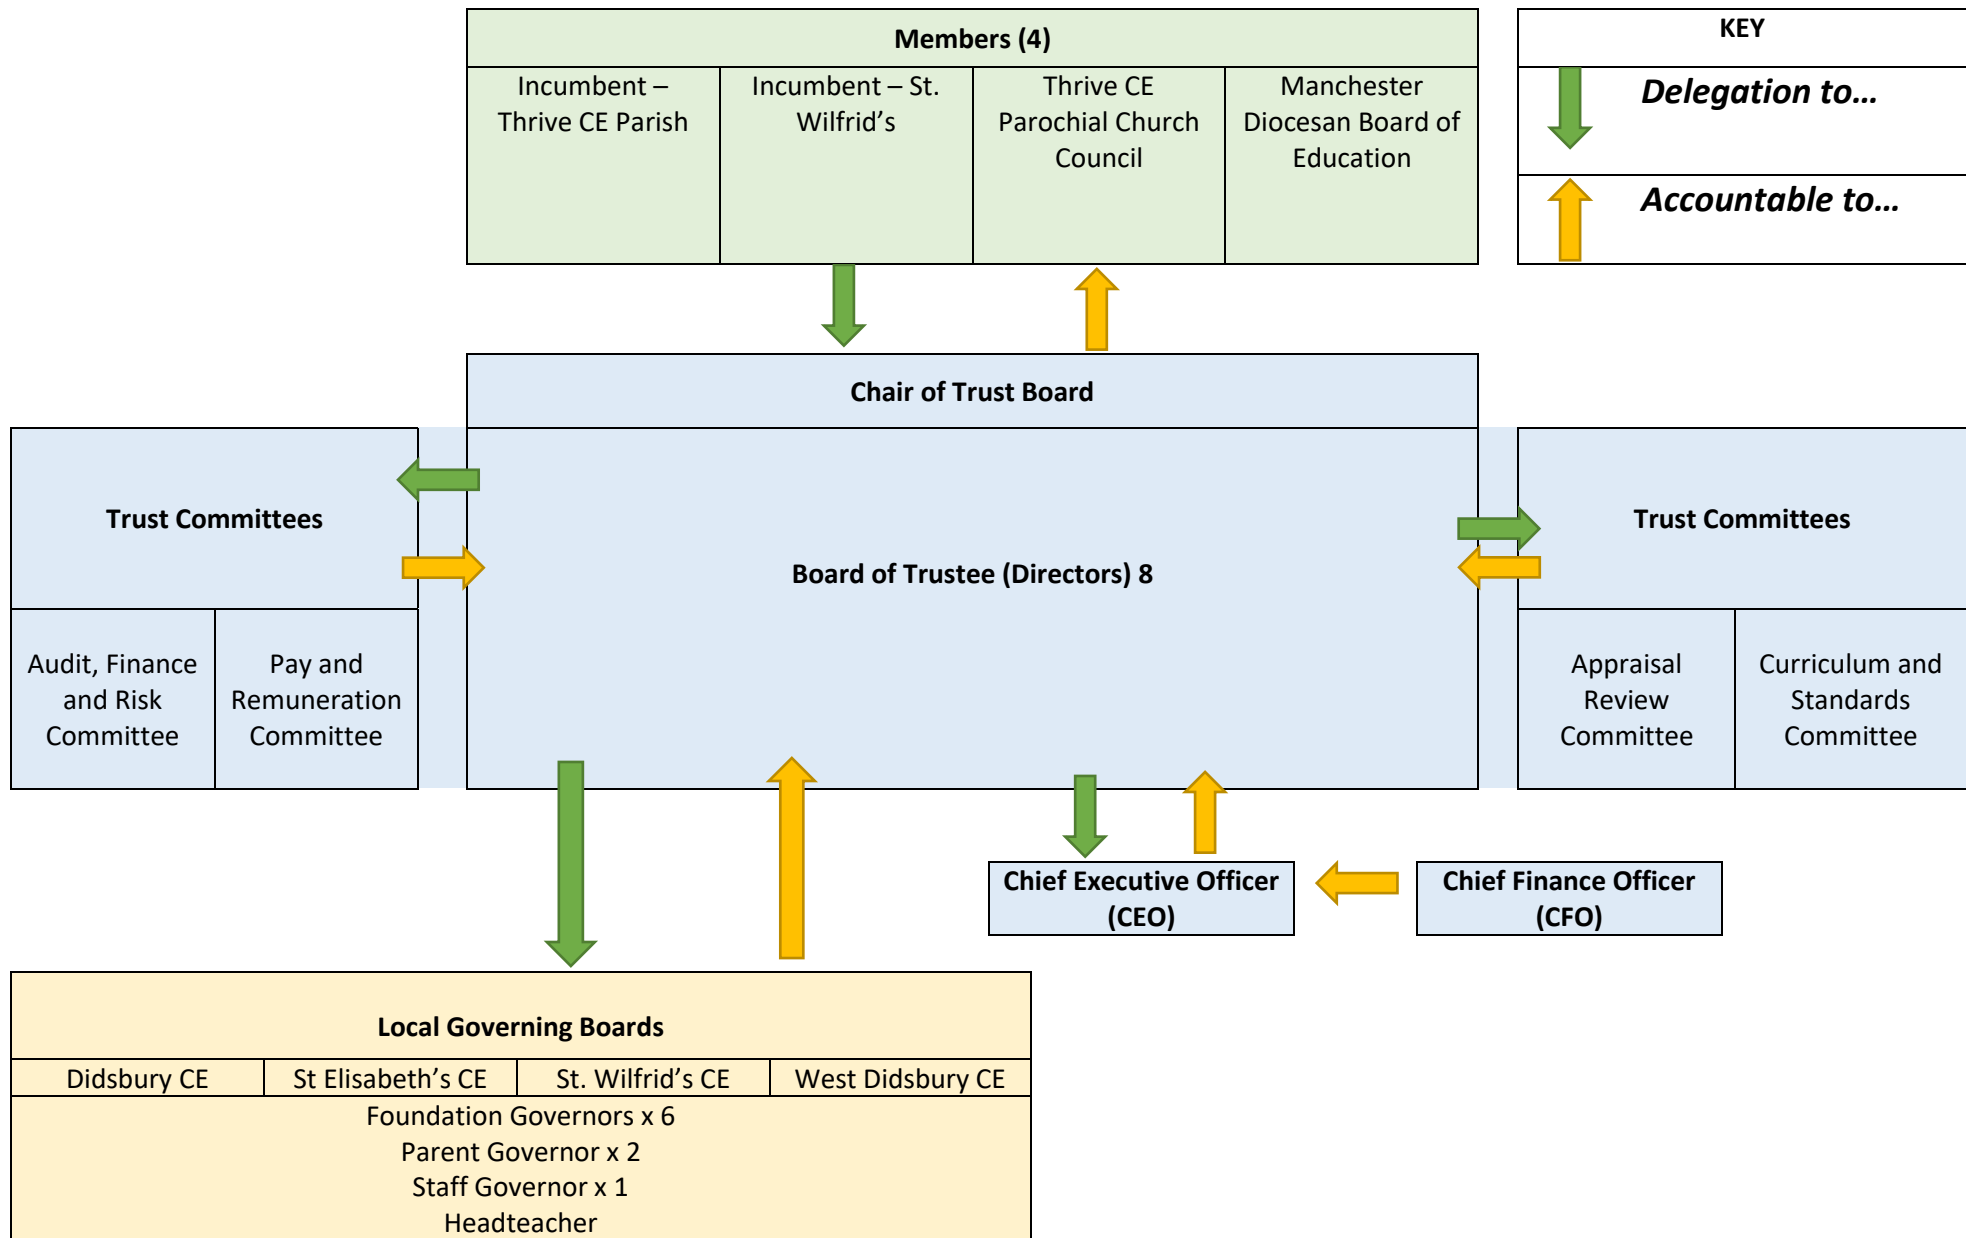 Members (4)
Incumbent –
Thrive CE Parish
Incumbent – St.
Wilfrid’s
Thrive CE
Parochial Church
Council
Manchester
Diocesan Board of
Education
KEY
Delegation to…
Accountable to…
Chair of Trust Board
Trust Committees
Audit, Finance
and Risk
Committee
Pay and
Remuneration
Committee
Board of Trustee (Directors) 8
Trust Committees
Appraisal
Review
Committee
Curriculum and
Standards
Committee
Chief Executive Officer
(CEO)
Chief Finance Officer
(CFO)
Local Governing Boards
Didsbury CE
St Elisabeth’s CE
St. Wilfrid’s CE
West Didsbury CE
Foundation Governors x 6
Parent Governor x 2
Staff Governor x 1
Headteacher